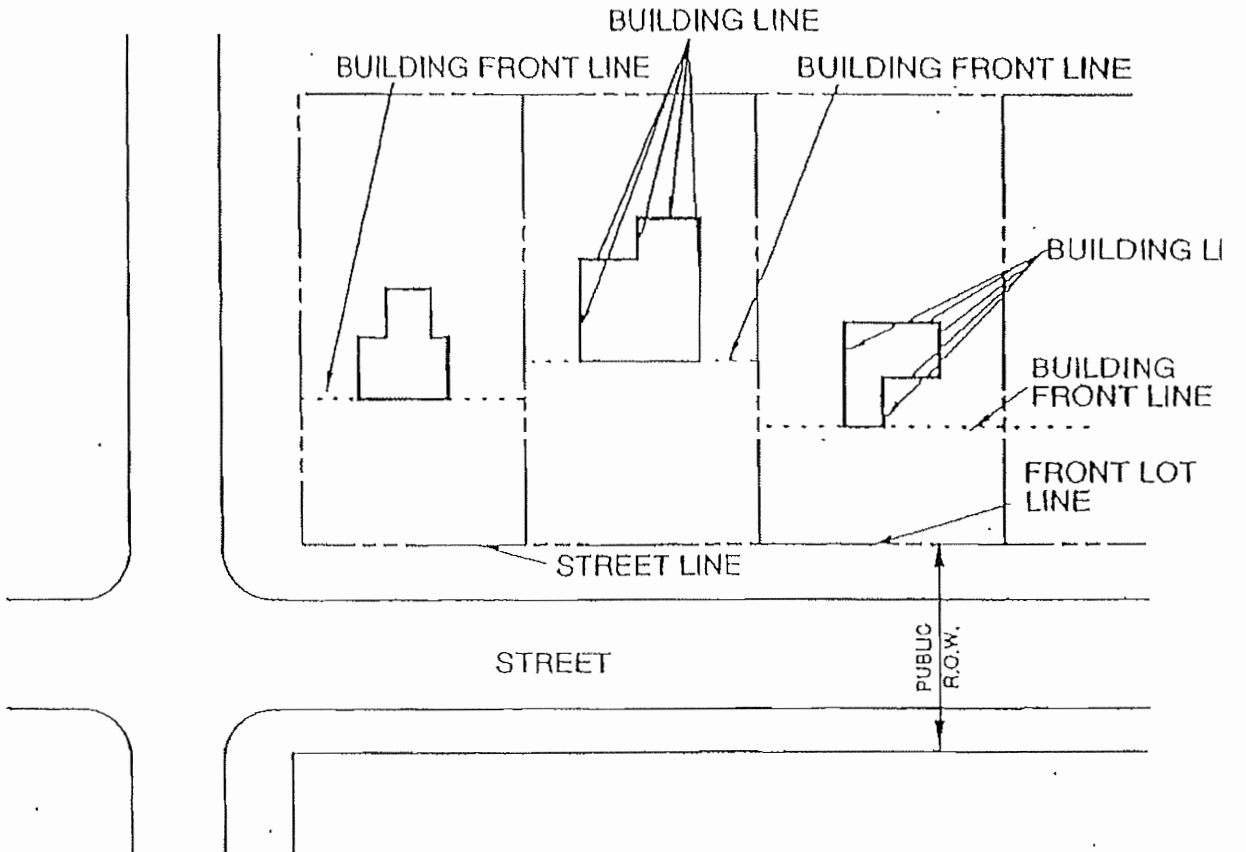 BUILDING LINE
BUILDING FRONT LINE
BUILDING FRONT LINE
BUILDING LI
BUILDING
FRONT LINE
FRONT LOT
LINE
STREET LINE
STREET
PUBLIC
R.O.W.